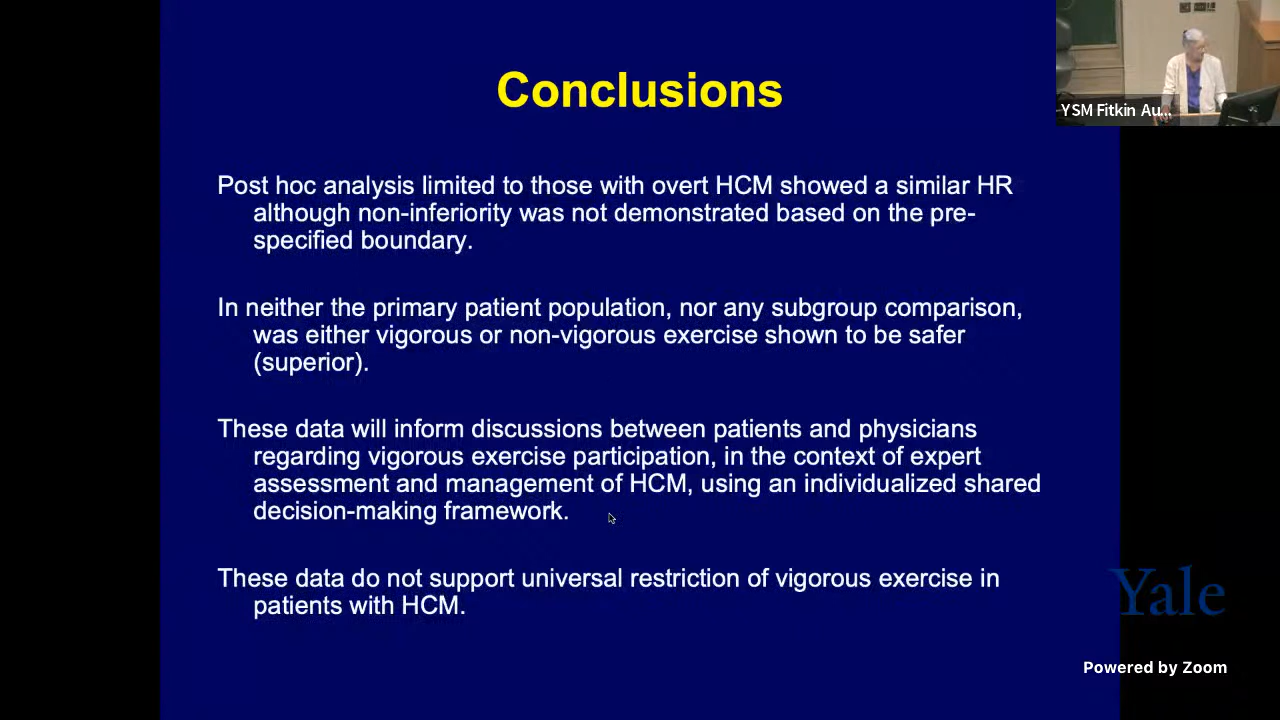 Conclusions
Post hoc analysis limited to those with overt HCM showed a similar HR
although non-inferiority was not demonstrated based on the pre-
specified boundary.
In neither the primary patient population, nor any subgroup comparison,
was either vigorous or non-vigorous exercise shown to be safer
(superior).
These data will inform discussions between patients and physicians
regarding vigorous exercise participation, in the context of expert
assessment and management of HCM, using an individualized shared
decision-making framework.
These data do not support universal restriction of vigorous exercise in
patients with HCM.
YSM Fitkin Au...
Yale
Powered by Zoom